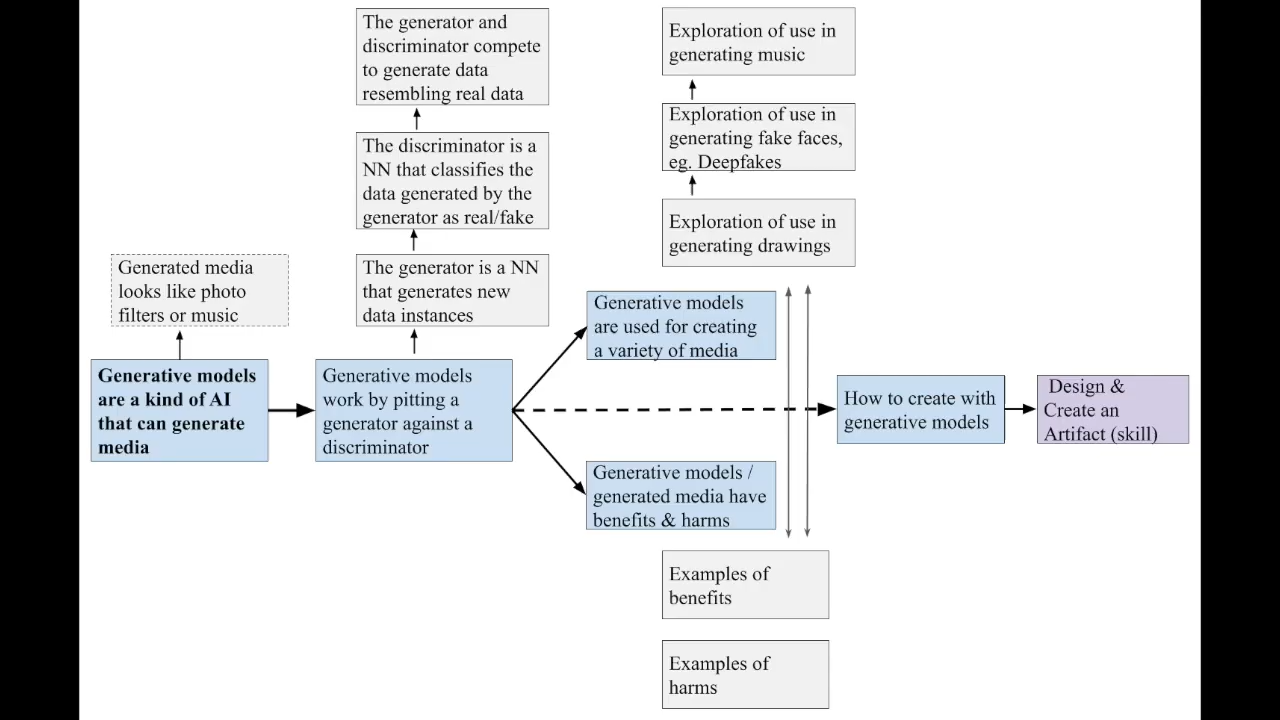 The generator and
discriminator compete
to generate data
resembling real data
Exploration of use in
generating music
The discriminator is a
NN that classifies the
data generated by the
generator as real/fake
Exploration of use in
generating fake faces,
eg. Deepfakes
Exploration of use in
generating drawings
Generated media
looks like photo
filters or music
The generator is a NN
that generates new
data instances
Generative models
are used for creating
a variety of media
Generative models
are a kind of AI
that can generate
media
Generative models
work by pitting a
generator against a
discriminator
How to create with
generative models
Design &
Create an
Artifact (skill)
Generative models /
generated media have
benefits & harms
Examples of
benefits
Examples of
harms